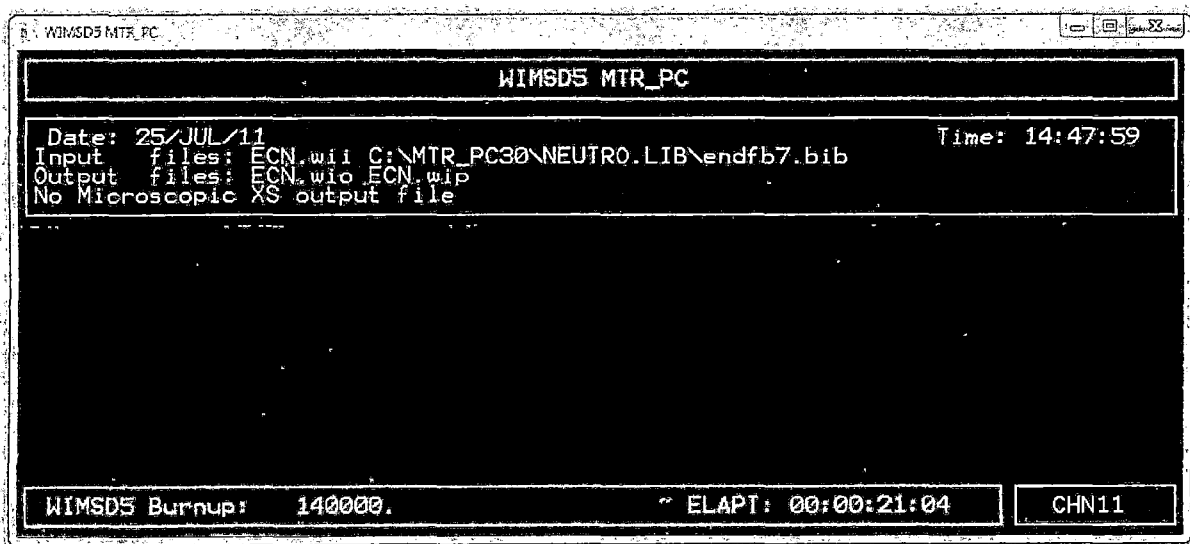 WIMSD5 MTR_PC
WIMSD5 MTR_PC
Date: 25/JUL/11 Time: 14:47:59
Input files: ECN.wii C:\MTR_PC30\NEUTRO.LIB\endfb7.bib
Output files: ECN.wio ECN.wip
No Microscopic XS output file
WIMSD5 Burnup: 140000. ELAPT: 00:00:21:04 CHN11